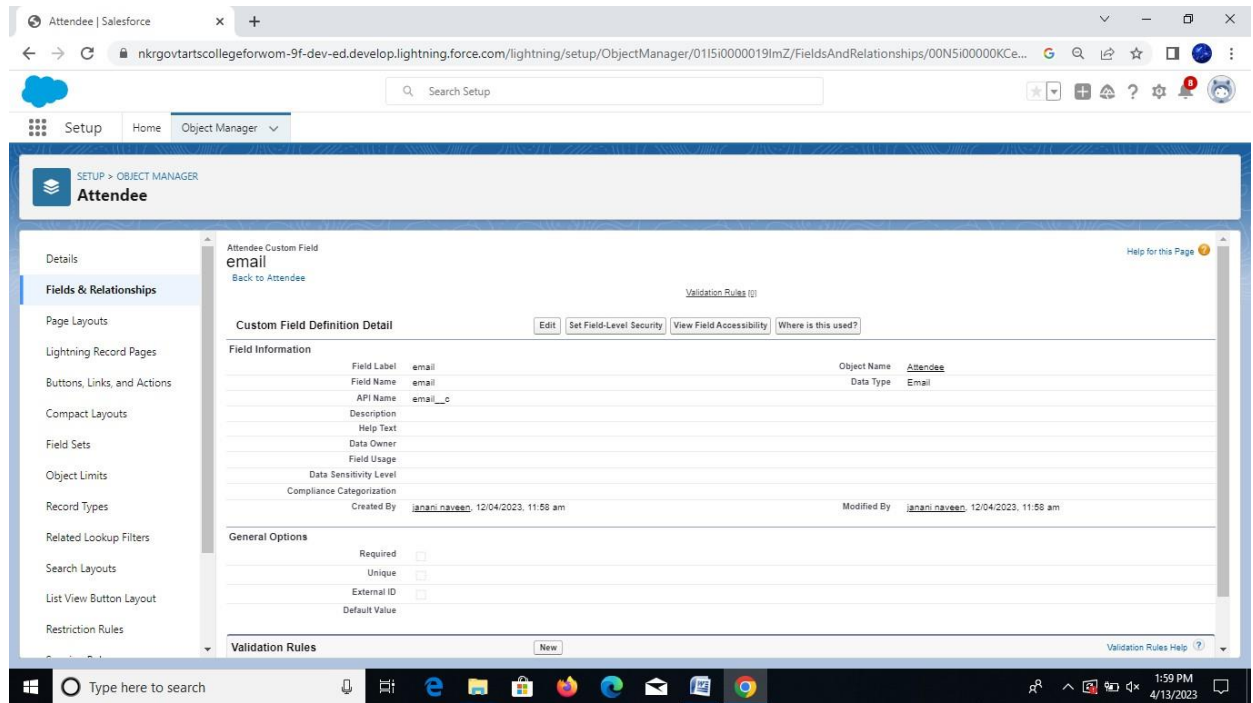 Attendee | Salesforce
nkrgovtartscollegeforwom-9f-dev-ed.develop.lightning.force.com/lightning/setup/ObjectManager/01I5i0000019ImZ/FieldsAndRelationships/00N5i00000KCe...
Search Setup
8
Setup Home Object Manager
SETUP > OBJECT MANAGER
Attendee
Details
Fields & Relationships
Page Layouts
Lightning Record Pages
Buttons, Links, and Actions
Compact Layouts
Field Sets
Object Limits
Record Types
Related Lookup Filters
Search Layouts
List View Button Layout
Restriction Rules
Attendee Custom Field
email
Back to Attendee
Help for this Page
Validation Rules [0]
Custom Field Definition Detail Edit Set Field-Level Security View Field Accessibility Where is this used?
Field Information
Field Label email Object Name Attendee
Field Name email Data Type Email
API Name email__c
Description
Help Text
Data Owner
Field Usage
Data Sensitivity Level
Compliance Categorization
Created By janani naveen, 12/04/2023, 11:58 am Modified By janani naveen, 12/04/2023, 11:58 am
General Options
Required
Unique
External ID
Default Value
Validation Rules New Validation Rules Help ?
Type here to search
1:59 PM
4/13/2023